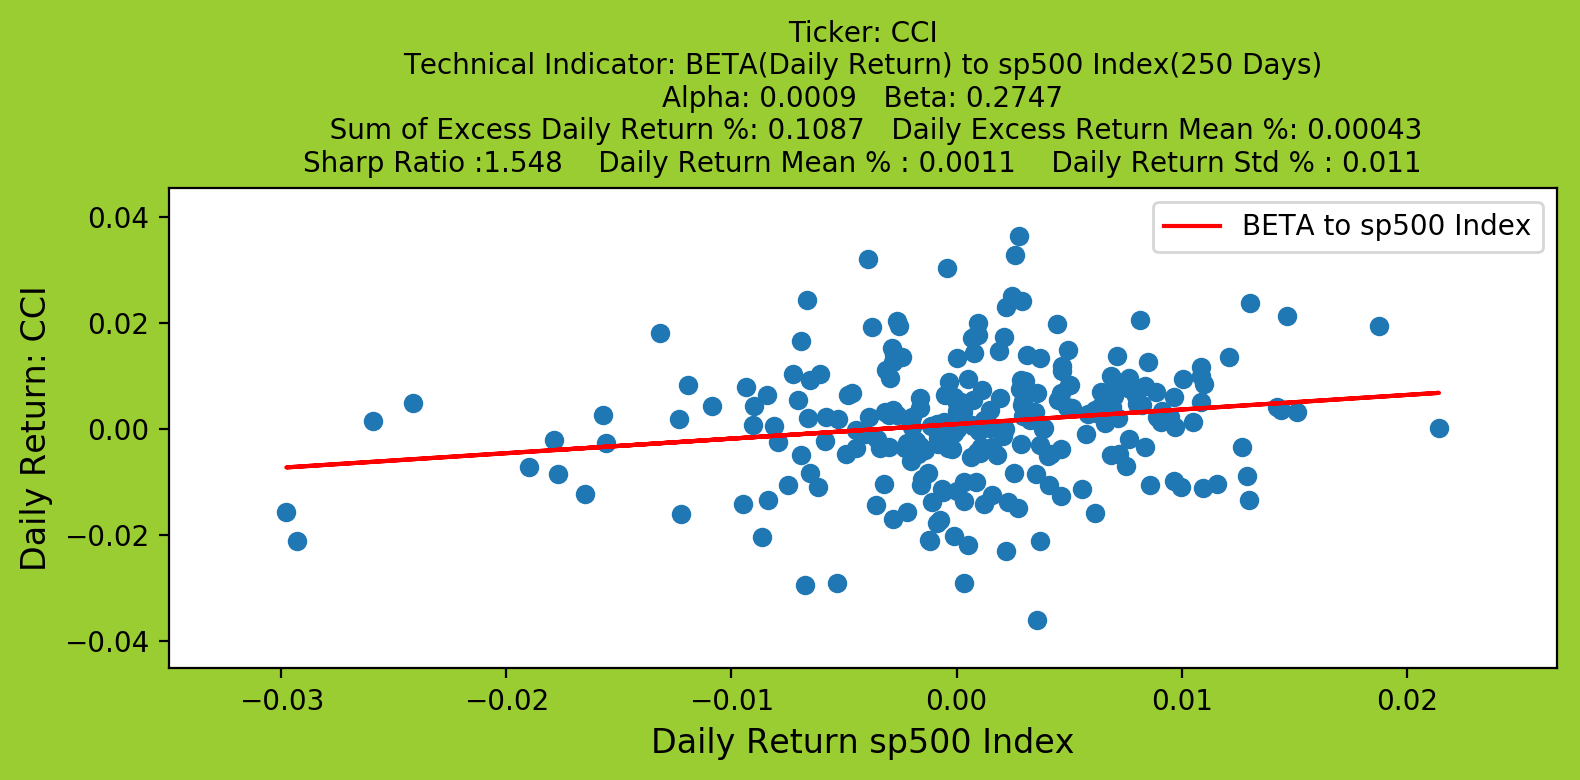 Ticker: CCI
Technical Indicator: BETA(Daily Return) to sp500 Index(250 Days)
Alpha: 0.0009   Beta: 0.2747
Sum of Excess Daily Return %: 0.1087   Daily Excess Return Mean %: 0.00043
Sharp Ratio :1.548    Daily Return Mean % : 0.0011    Daily Return Std % : 0.011
BETA to sp500 Index
Daily Return: CCI
0.04
0.02
0.00
−0.02
−0.04
−0.03 −0.02 −0.01 0.00 0.01 0.02
Daily Return sp500 Index